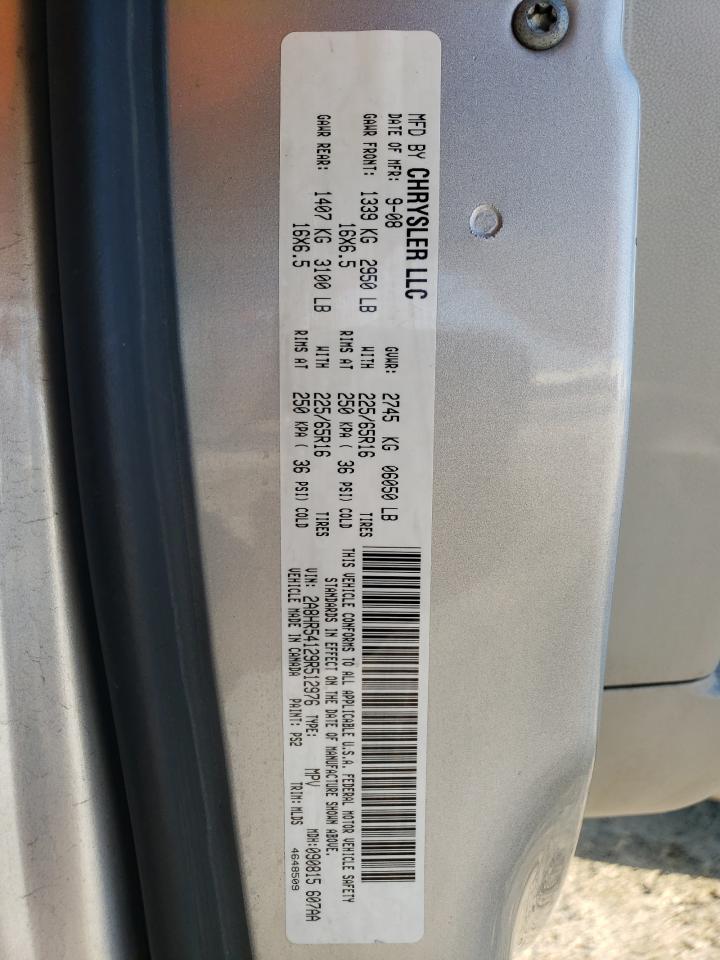 MFD BY CHRYSLER LLC
DATE OF MFR: 9-08 GVWR: 2745 KG 06050 LB
GAWR FRONT: 1339 KG 2950 LB WITH 225/65R16 TIRES
16X6.5 RIMS AT 250 KPA ( 36 PSI) COLD
GAWR REAR: 1407 KG 3100 LB WITH 225/65R16 TIRES
16X6.5 RIMS AT 250 KPA ( 36 PSI) COLD
THIS VEHICLE CONFORMS TO ALL APPLICABLE U.S.A. FEDERAL MOTOR VEHICLE SAFETY
STANDARDS IN EFFECT ON THE DATE OF MANUFACTURE SHOWN ABOVE.
VIN: 2A8HR54129R512976 TYPE: MPV MDH:090815 607AA
VEHICLE MADE IN CANADA PAINT: PS2 TRIM:MLDS
4648509